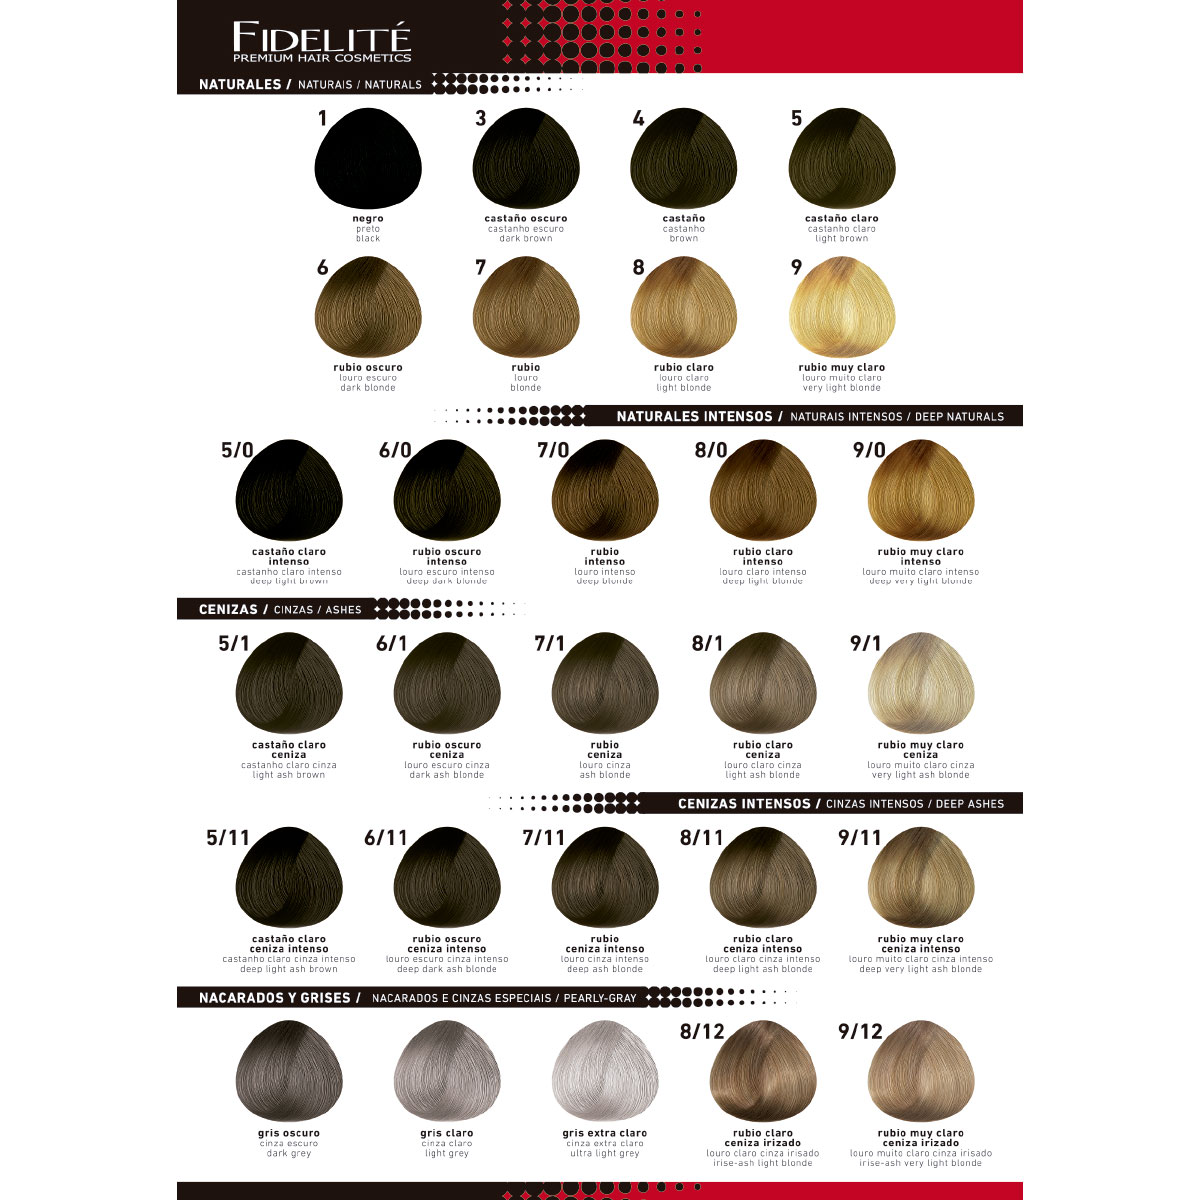 FIDELITÉ
PREMIUM HAIR COSMETICS
NATURALES / NATURAIS / NATURALS
1 3 4 5
negro castaño oscuro castaño castaño claro
preto castanho escuro castanho castanho claro
black dark brown brown light brown
6 7 8 9
rubio oscuro rubio rubio claro rubio muy claro
louro escuro louro louro claro louro muito claro
dark blonde blonde light blonde very light blonde
NATURALES INTENSOS / NATURAIS INTENSOS / DEEP NATURALS
5/0 6/0 7/0 8/0 9/0
castaño claro rubio oscuro rubio rubio claro rubio muy claro
intenso intenso intenso intenso intenso
castanho claro intenso louro escuro intenso louro intenso louro claro intenso louro muito claro intenso
deep light brown deep dark blonde deep blonde deep light blonde deep very light blonde
CENIZAS / CINZAS / ASHES
5/1 6/1 7/1 8/1 9/1
castaño claro rubio oscuro rubio rubio claro rubio muy claro
ceniza ceniza ceniza ceniza ceniza
castanho claro cinza louro escuro cinza louro cinza louro claro cinza louro muito claro cinza
light ash brown dark ash blonde ash blonde light ash blonde very light ash blonde
CENIZAS INTENSOS / CINZAS INTENSOS / DEEP ASHES
5/11 6/11 7/11 8/11 9/11
castaño claro rubio oscuro rubio rubio claro rubio muy claro
ceniza intenso ceniza intenso ceniza intenso ceniza intenso ceniza intenso
castanho claro cinza intenso louro escuro cinza intenso louro cinza intenso louro claro cinza intenso louro muito claro cinza intenso
deep light ash brown deep dark ash blonde deep ash blonde deep light ash blonde deep very light ash blonde
NACARADOS Y GRISES / NACARADOS E CINZAS ESPECIAIS / PEARLY-GRAY
8/12 9/12
gris oscuro gris claro gris extra claro rubio claro rubio muy claro
cinza escuro cinza claro cinza extra claro ceniza irizado ceniza irizado
dark grey light grey ultra light grey louro claro cinza irisado louro muito claro cinza irisado
irise-ash light blonde irise-ash very light blonde